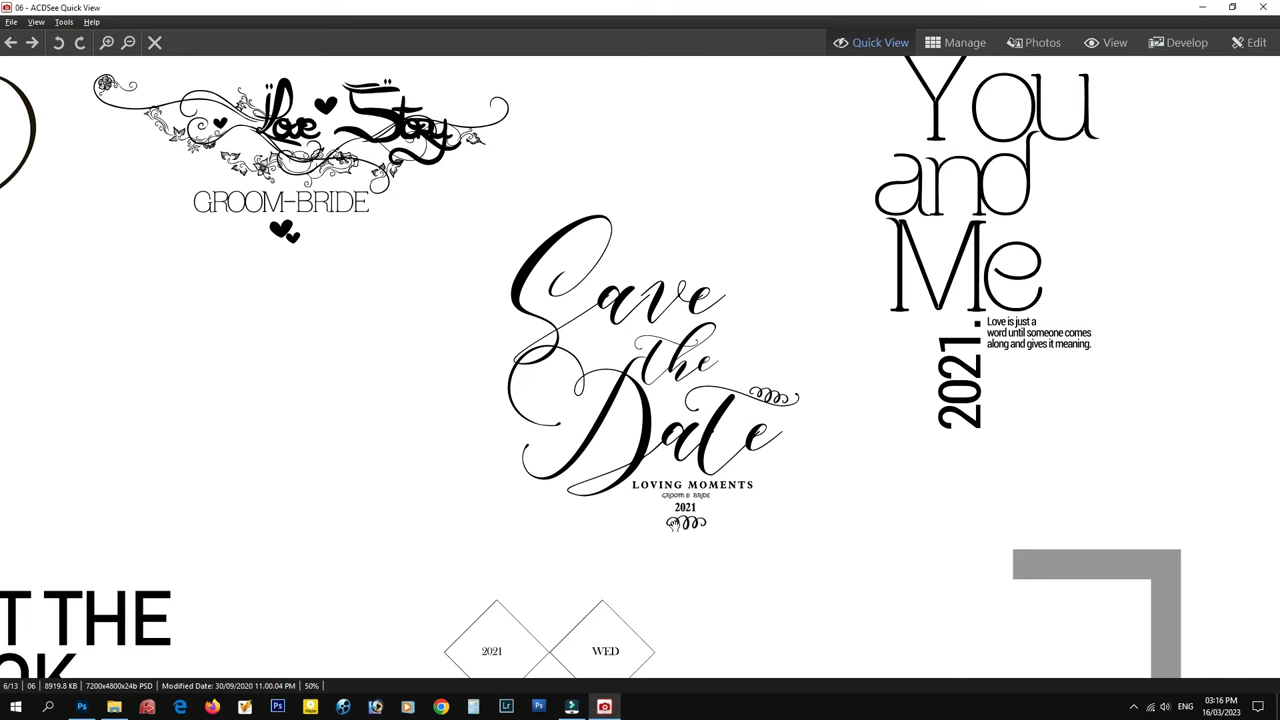 06 - ACDSee Quick View
File View Tools Help
Quick View Manage Photos View Develop Edit
Love Story
GROOM-BRIDE
You
and
Me
2021.
Love is just a
word until someone comes
along and gives it meaning.
Save
the
Date
LOVING MOMENTS
GROOM & BRIDE
2021
T THE
OK
2021
WED
6/13 06 8919.8 KB 7200x4800x24b PSD Modified Date: 30/09/2020 11.00.04 PM 50%
ENG
03:16 PM
16/03/2023